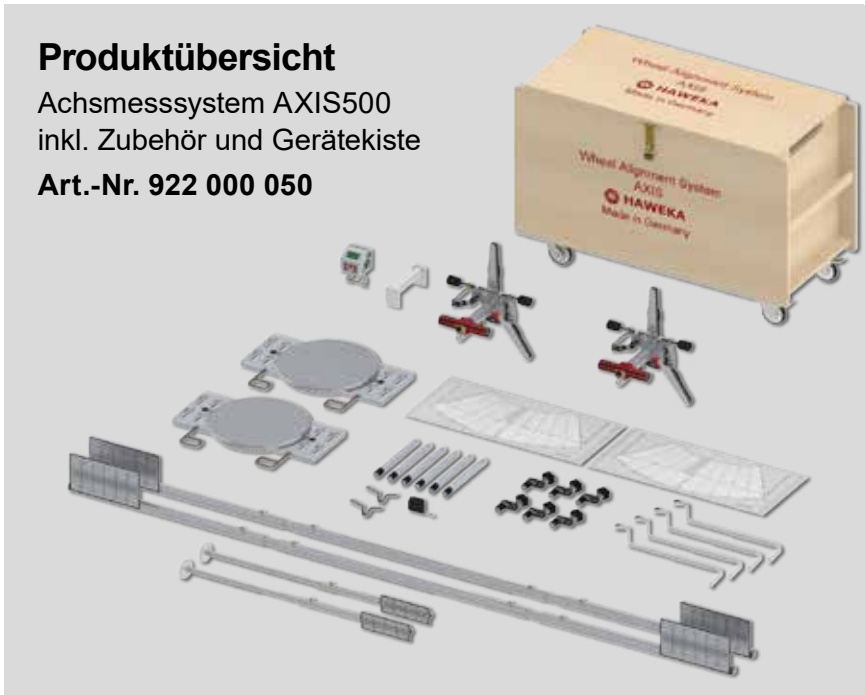 Produktübersicht
Achsmesssystem AXIS500
inkl. Zubehör und Gerätekiste
Art.-Nr. 922 000 050
Wheel Alignment System
AXIS
HAWEKA
Made in Germany
Wheel Alignment System
AXIS
HAWEKA
Made in Germany